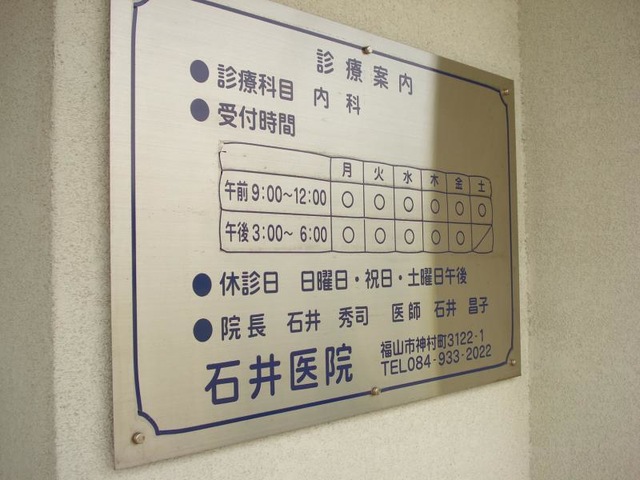 診療案内
●診療科目 内科
●受付時間
月 火 水 木 金 土
午前 9:00～12:00 ○ ○ ○ ○ ○ ○
午後 3:00～ 6:00 ○ ○ ○ ○ ○ ／
●休診日 日曜日・祝日・土曜日午後
●院長 石井 秀司 医師 石井 昌子
石井医院
福山市神村町3122-1
TEL084-933-2022